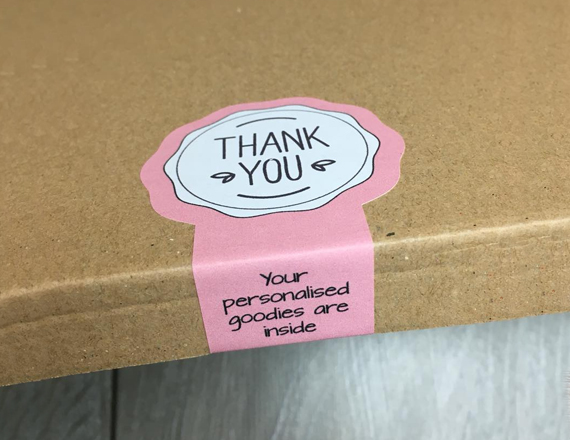 THANK
YOU
Your
personalised
goodies are
inside